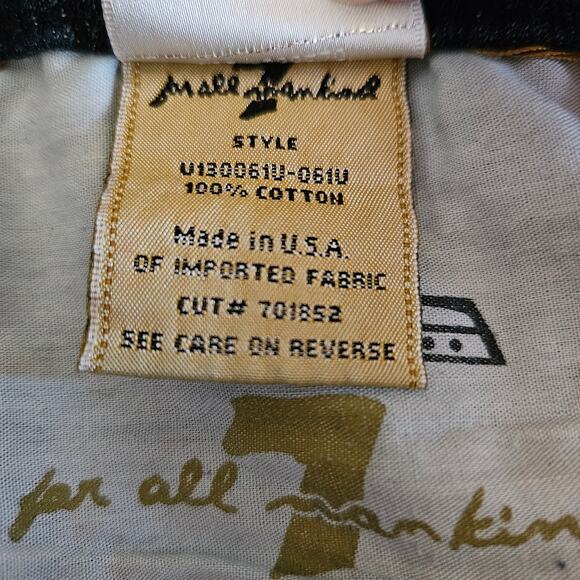 7
for all mankind
STYLE
U130061U-061U
100% COTTON
Made in U.S.A.
OF IMPORTED FABRIC
CUT# 701852
SEE CARE ON REVERSE
7
for all mankin